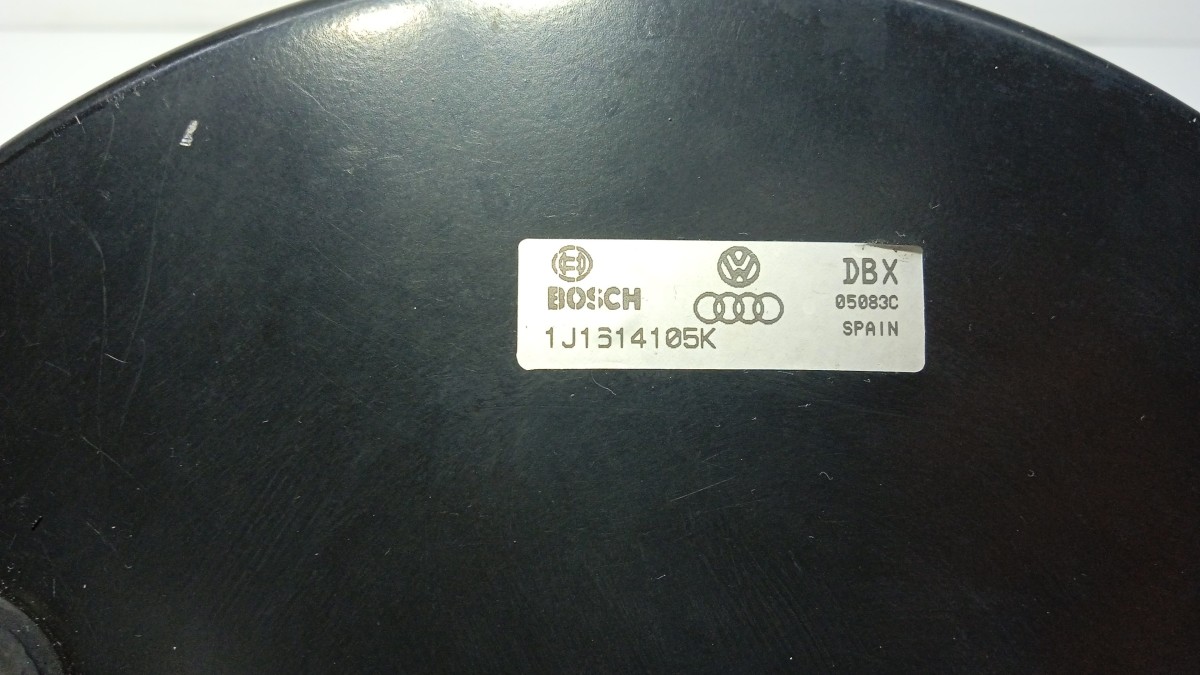 BOSCH
1J1614105K
DBX
05083C
SPAIN